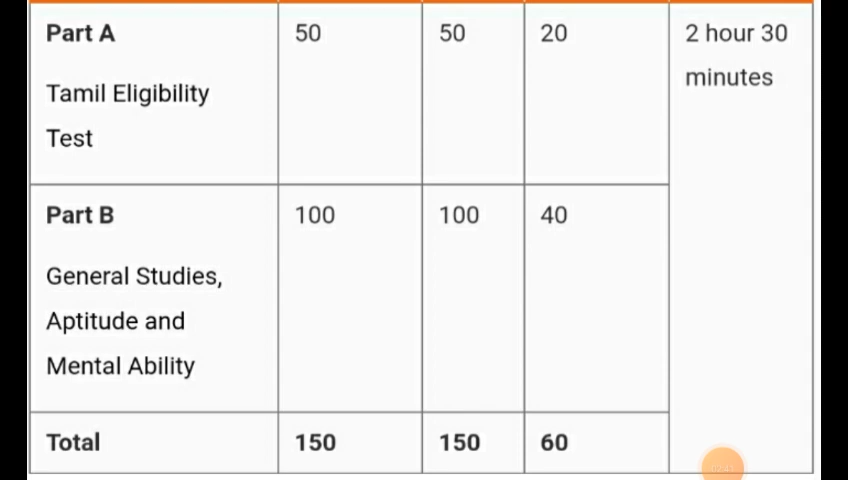 Part A 50 50 20 2 hour 30
minutes
Tamil Eligibility
Test
Part B 100 100 40
General Studies,
Aptitude and
Mental Ability
Total 150 150 60